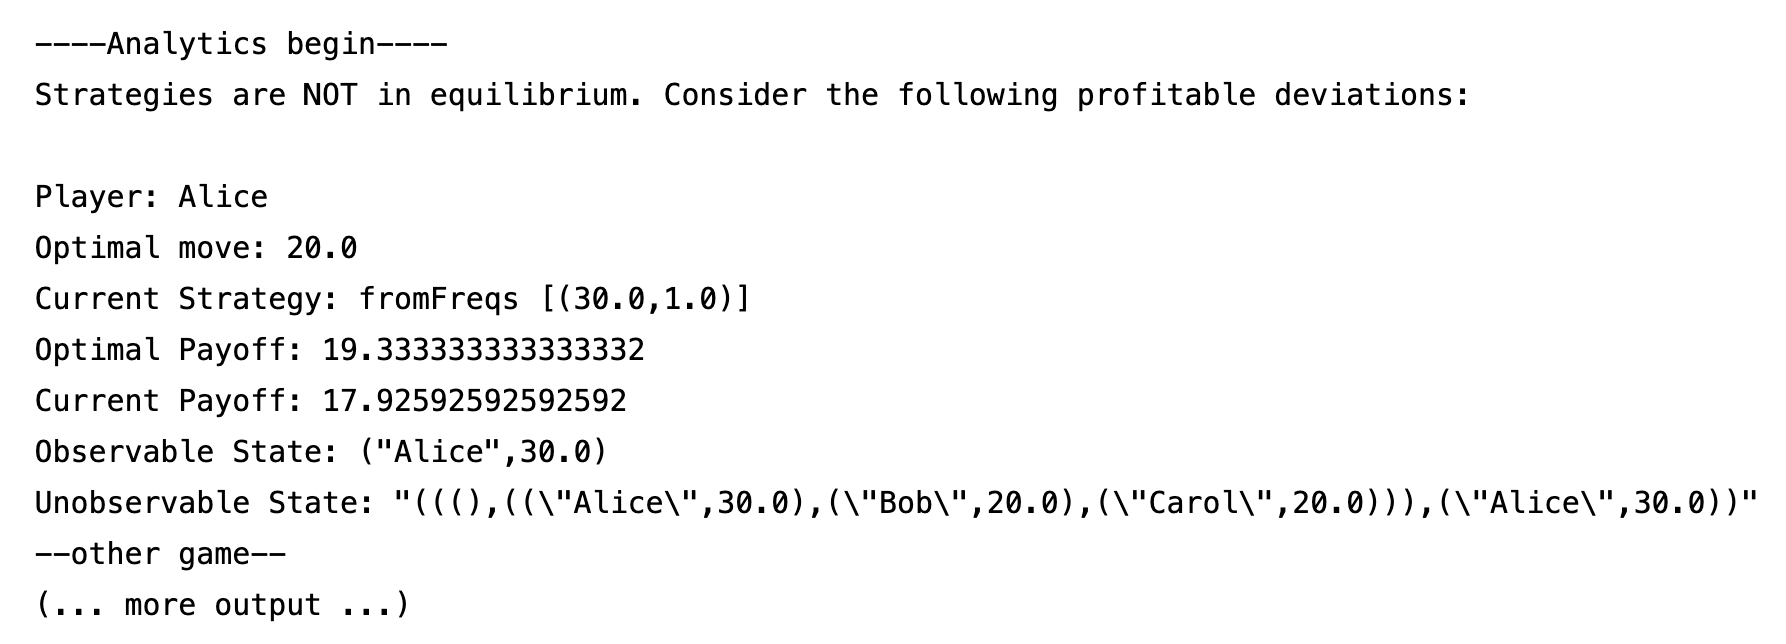 ----Analytics begin----
Strategies are NOT in equilibrium. Consider the following profitable deviations:
Player: Alice
Optimal move: 20.0
Current Strategy: fromFreqs [(30.0,1.0)]
Optimal Payoff: 19.333333333333332
Current Payoff: 17.92592592592592
Observable State: ("Alice",30.0)
Unobservable State: "(((),((\"Alice\",30.0),(\"Bob\",20.0),(\"Carol\",20.0))),(\"Alice\",30.0))"
--other game--
(... more output ...)